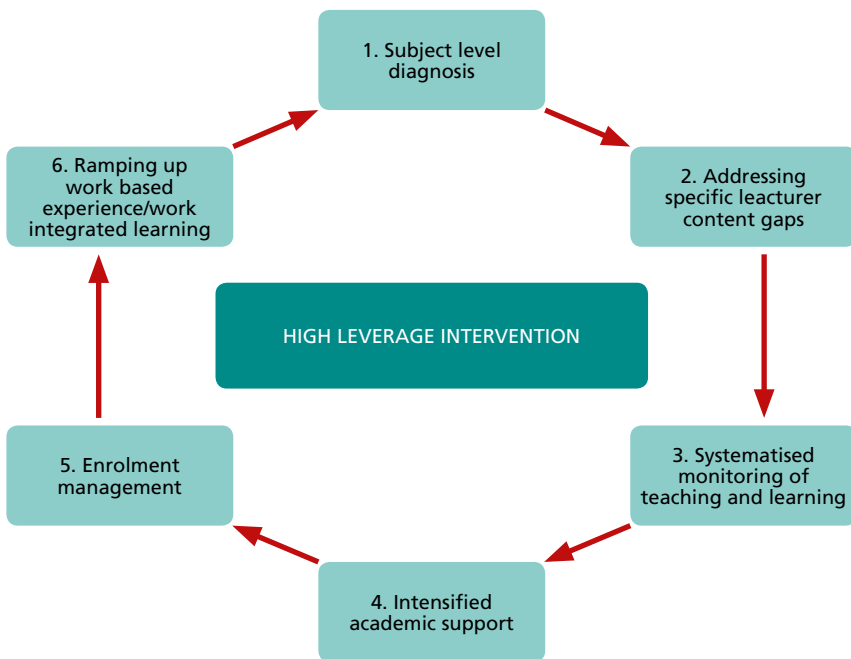 1. Subject level
diagnosis
2. Addressing
specific leacturer
content gaps
3. Systematised
monitoring of
teaching and learning
4. Intensified
academic support
5. Enrolment
management
6. Ramping up
work based
experience/work
integrated learning
HIGH LEVERAGE INTERVENTION